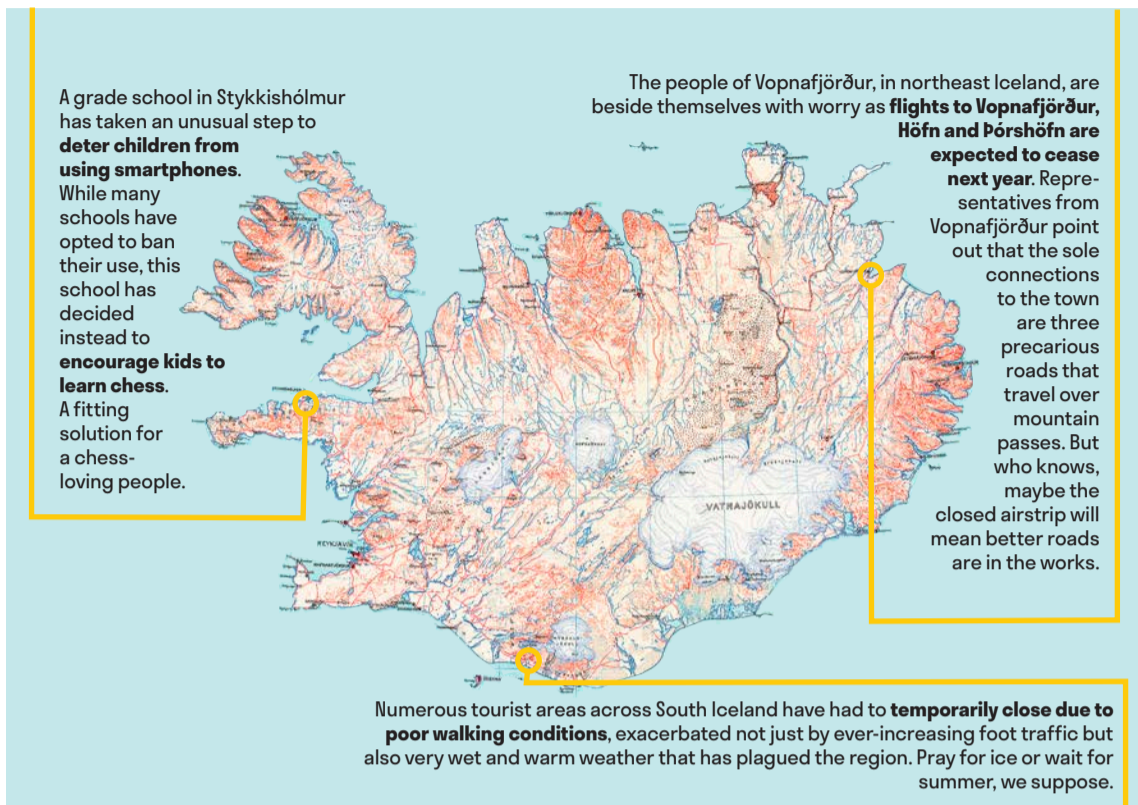 A grade school in Stykkishólmur
has taken an unusual step to
deter children from
using smartphones.
While many
schools have
opted to ban
their use, this
school has
decided
instead to
encourage kids to
learn chess.
A fitting
solution for
a chess-
loving people.
The people of Vopnafjörður, in northeast Iceland, are
beside themselves with worry as flights to Vopnafjörður,
Höfn and Þórshöfn are
expected to cease
next year. Repre-
sentatives from
Vopnafjörður point
out that the sole
connections
to the town
are three
precarious
roads that
travel over
mountain
passes. But
who knows,
maybe the
closed airstrip will
mean better roads
are in the works.
VATNAJÖKULL
REYKJAVÍK
Numerous tourist areas across South Iceland have had to temporarily close due to
poor walking conditions, exacerbated not just by ever-increasing foot traffic but
also very wet and warm weather that has plagued the region. Pray for ice or wait for
summer, we suppose.